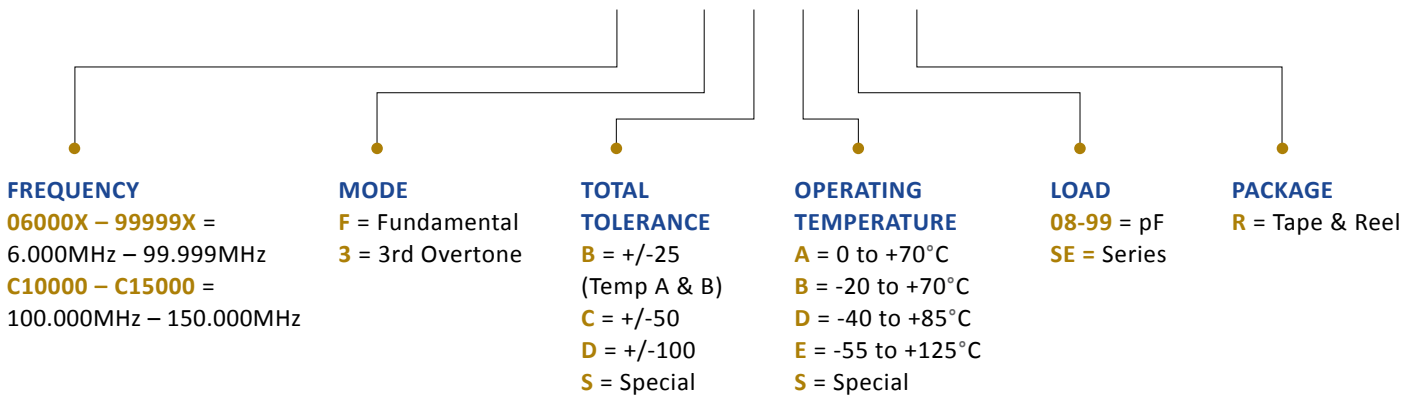 FREQUENCY
06000X – 99999X =
6.000MHz – 99.999MHz
C10000 – C15000 =
100.000MHz – 150.000MHz
MODE
F = Fundamental
3 = 3rd Overtone
TOTAL
TOLERANCE
B = +/-25
(Temp A & B)
C = +/-50
D = +/-100
S = Special
OPERATING
TEMPERATURE
A = 0 to +70°C
B = -20 to +70°C
D = -40 to +85°C
E = -55 to +125°C
S = Special
LOAD
08-99 = pF
SE = Series
PACKAGE
R = Tape & Reel